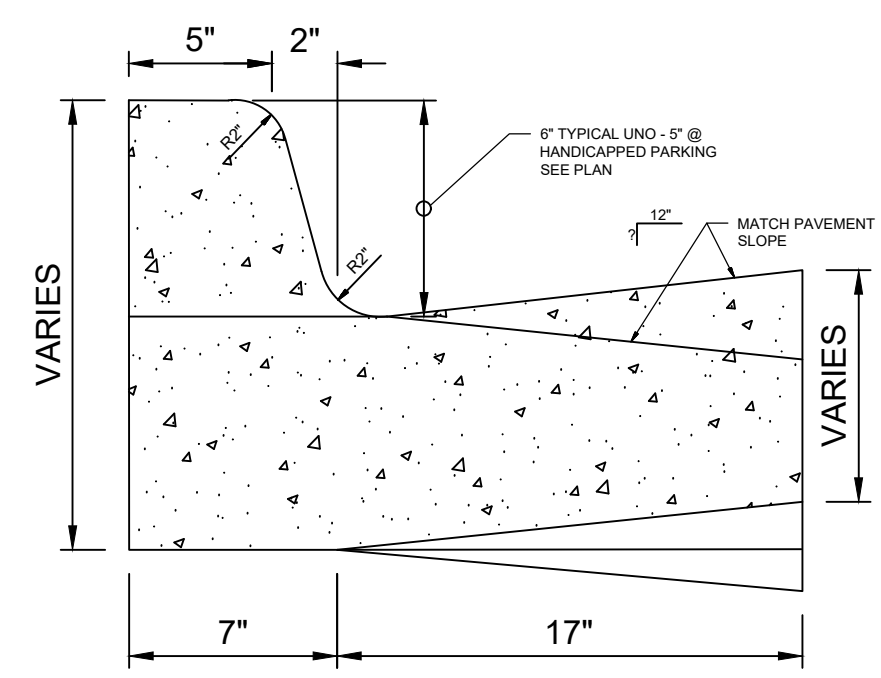 5" 2"
R2"
6" TYPICAL UNO - 5" @
HANDICAPPED PARKING
SEE PLAN
12"
?
MATCH PAVEMENT
SLOPE
R2"
VARIES
VARIES
7" 17"